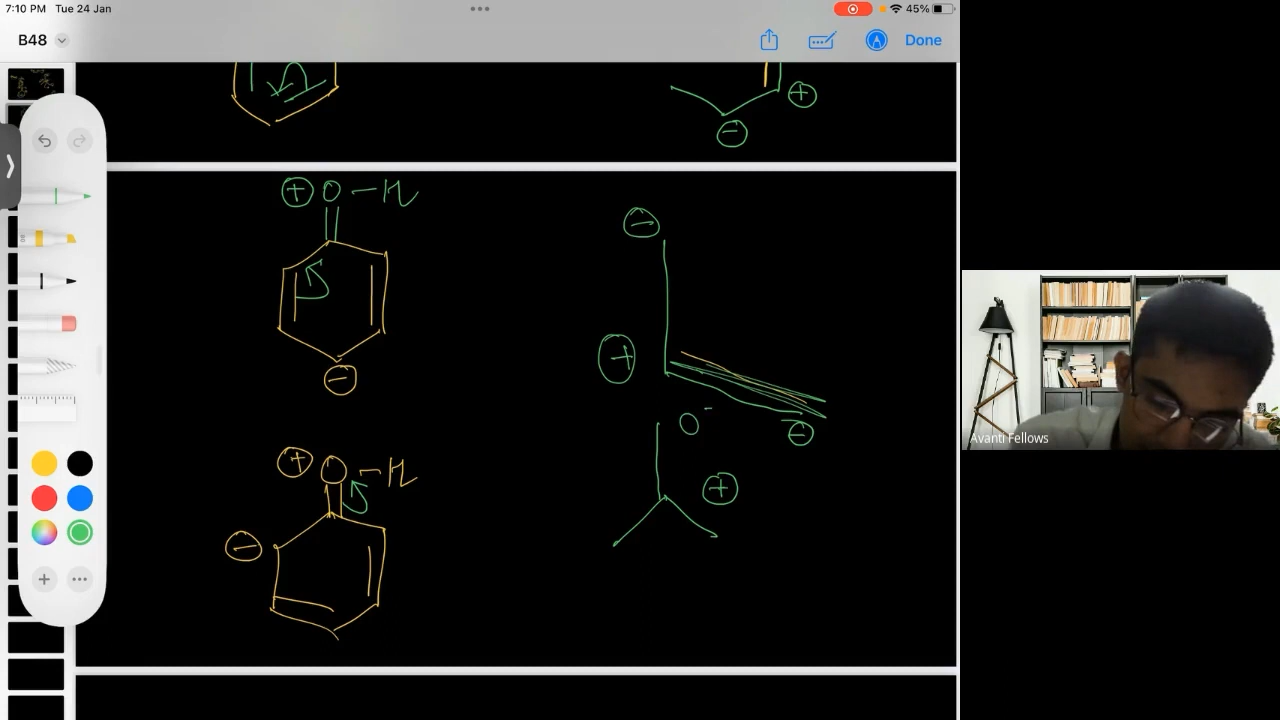 7:10 PM Tue 24 Jan
45%
B48
Done
+
−
⊕ O – H
−
+
−
O⁻
−
+
⊕ O – H
−
Avanti Fellows